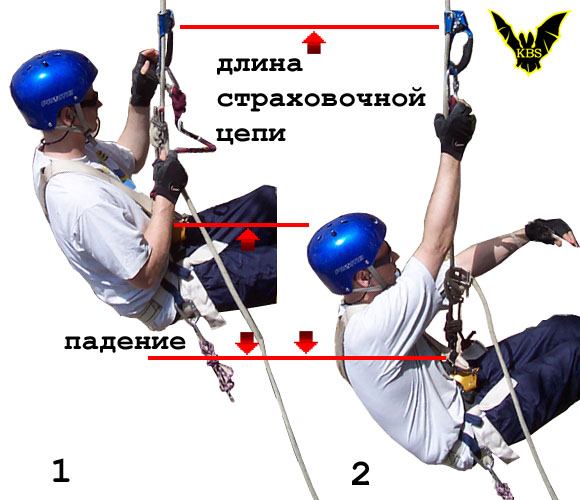 KBS
длина
страховочной
цепи
падение
1
2